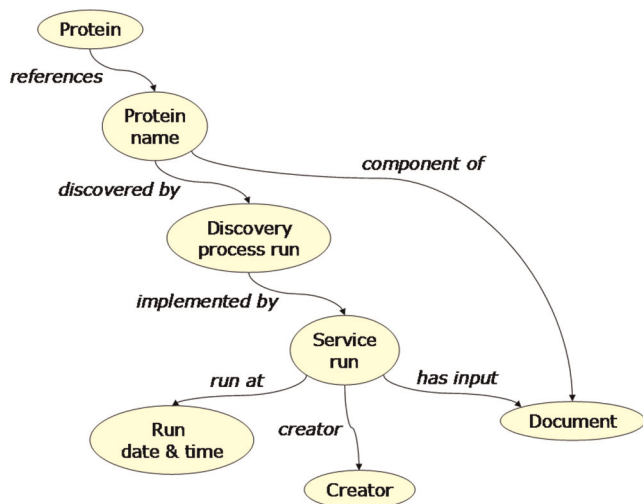 Protein
references
Protein
name
component of
discovered by
Discovery
process run
implemented by
Service
run
run at
has input
Run
date & time
creator
Document
Creator